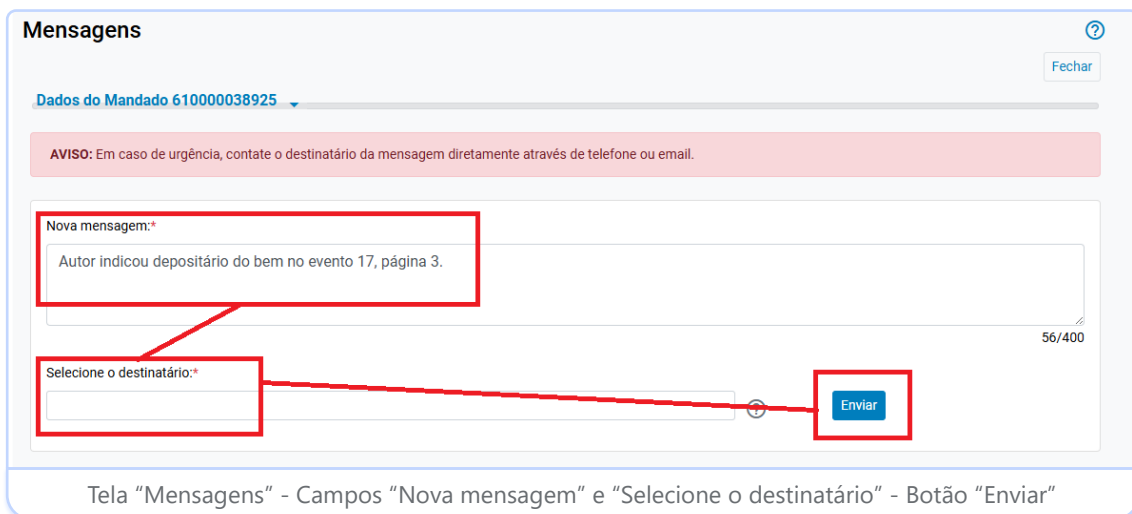 Mensagens
Fechar
Dados do Mandado 610000038925
AVISO: Em caso de urgência, contate o destinatário da mensagem diretamente através de telefone ou email.
Nova mensagem:*
Autor indicou depositário do bem no evento 17, página 3.
56/400
Selecione o destinatário:*
Enviar
Tela “Mensagens” - Campos “Nova mensagem” e “Selecione o destinatário” - Botão “Enviar”